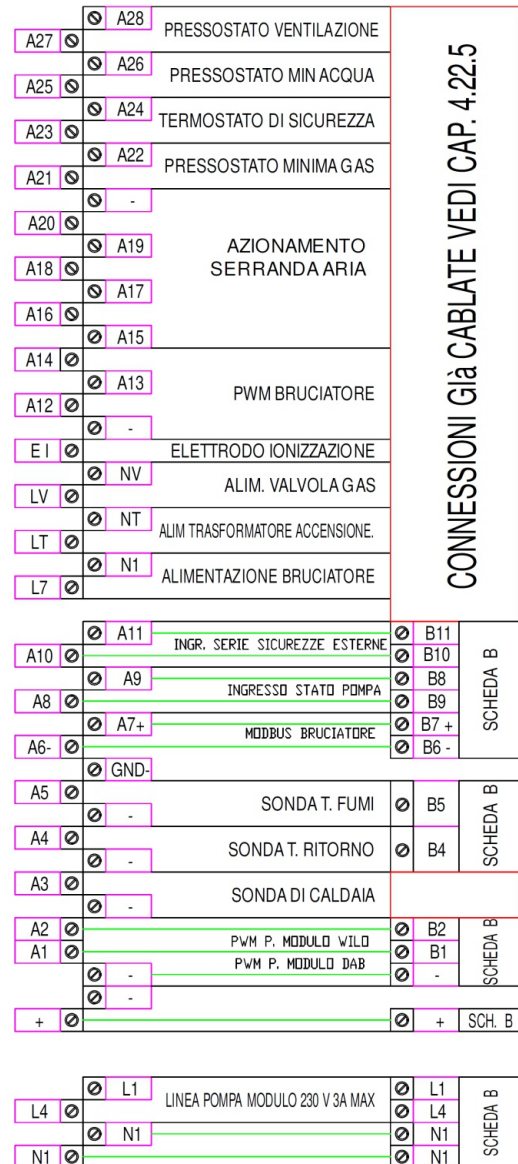 A28
PRESSOSTATO VENTILAZIONE
A27
A26
PRESSOSTATO MIN ACQUA
A25
A24
TERMOSTATO DI SICUREZZA
A23
A22
PRESSOSTATO MINIMA GAS
A21
-
A20
A19
AZIONAMENTO
SERRANDA ARIA
A18
A17
A16
A15
A14
A13
PWM BRUCIATORE
A12
-
E I
ELETTRODO IONIZZAZIONE
NV
ALIM. VALVOLA GAS
LV
NT
ALIM TRASFORMATORE ACCENSIONE.
LT
N1
ALIMENTAZIONE BRUCIATORE
L7
CONNESSIONI Già CABLATE VEDI CAP. 4.22.5
A11
INGR. SERIE SICUREZZE ESTERNE
B11
A10
B10
A9
INGRESSO STATO POMPA
B8
A8
B9
A7+
MODBUS BRUCIATORE
B7 +
A6-
B6 -
SCHEDA B
GND-
A5
SONDA T. FUMI
B5
-
A4
SONDA T. RITORNO
B4
-
SCHEDA B
A3
SONDA DI CALDAIA
-
A2
PWM P. MODULO WILO
B2
A1
B1
PWM P. MODULO DAB
-
-
SCHEDA B
-
+
+
SCH. B
L1
LINEA POMPA MODULO 230 V 3A MAX
L1
L4
L4
N1
N1
N1
N1
SCHEDA B